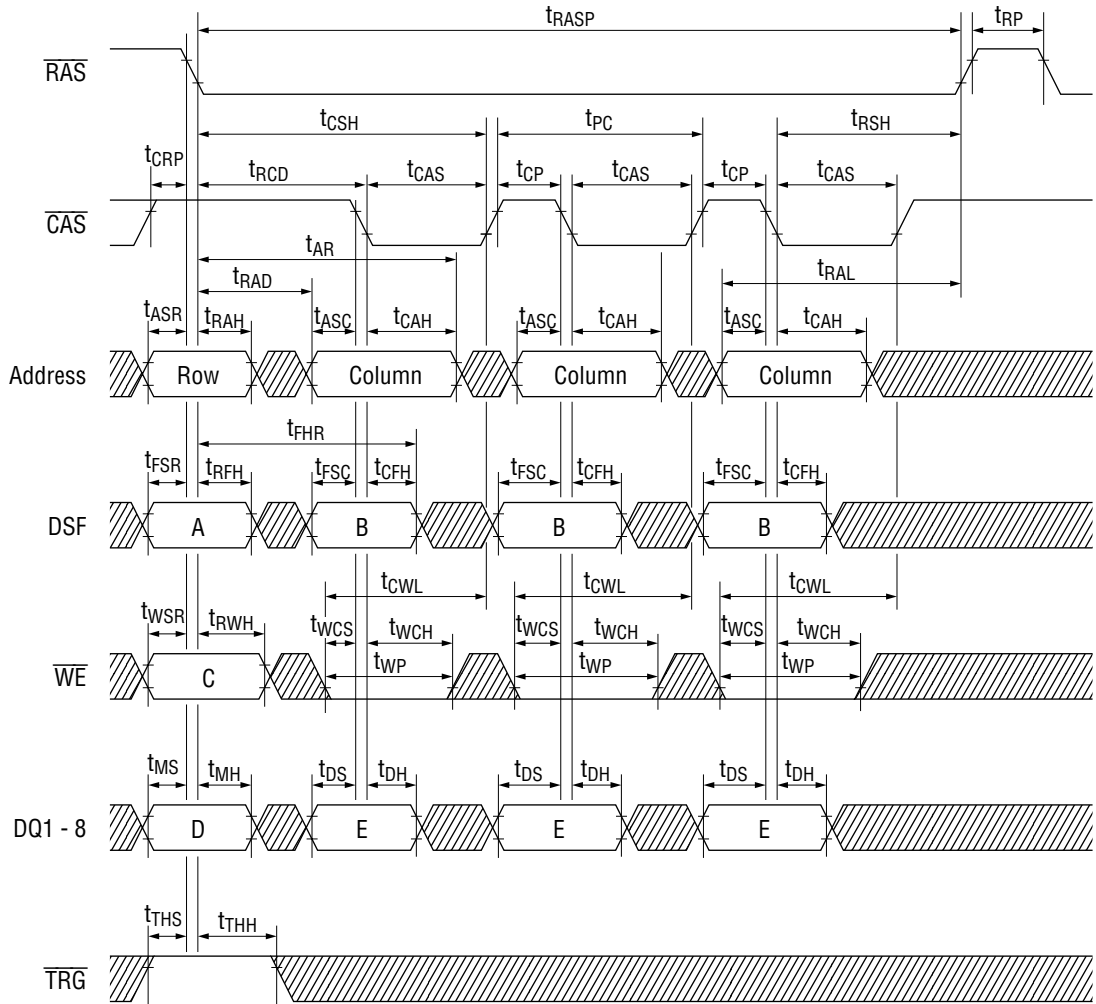 tRASP tRP
RAS
tCSH tPC tRSH
tCRP tRCD tCAS tCP tCAS tCP tCAS
CAS
tAR
tRAD tRAL
tASR tRAH tASC tCAH tASC tCAH tASC tCAH
Address Row Column Column Column
tFHR
tFSR tRFH tFSC tCFH tFSC tCFH tFSC tCFH
DSF A B B B
tCWL tCWL tCWL
tWSR tRWH tWCS tWCH tWCS tWCH tWCS tWCH
tWP tWP tWP
WE C
tMS tMH tDS tDH tDS tDH tDS tDH
DQ1 - 8 D E E E
tTHS tTHH
TRG